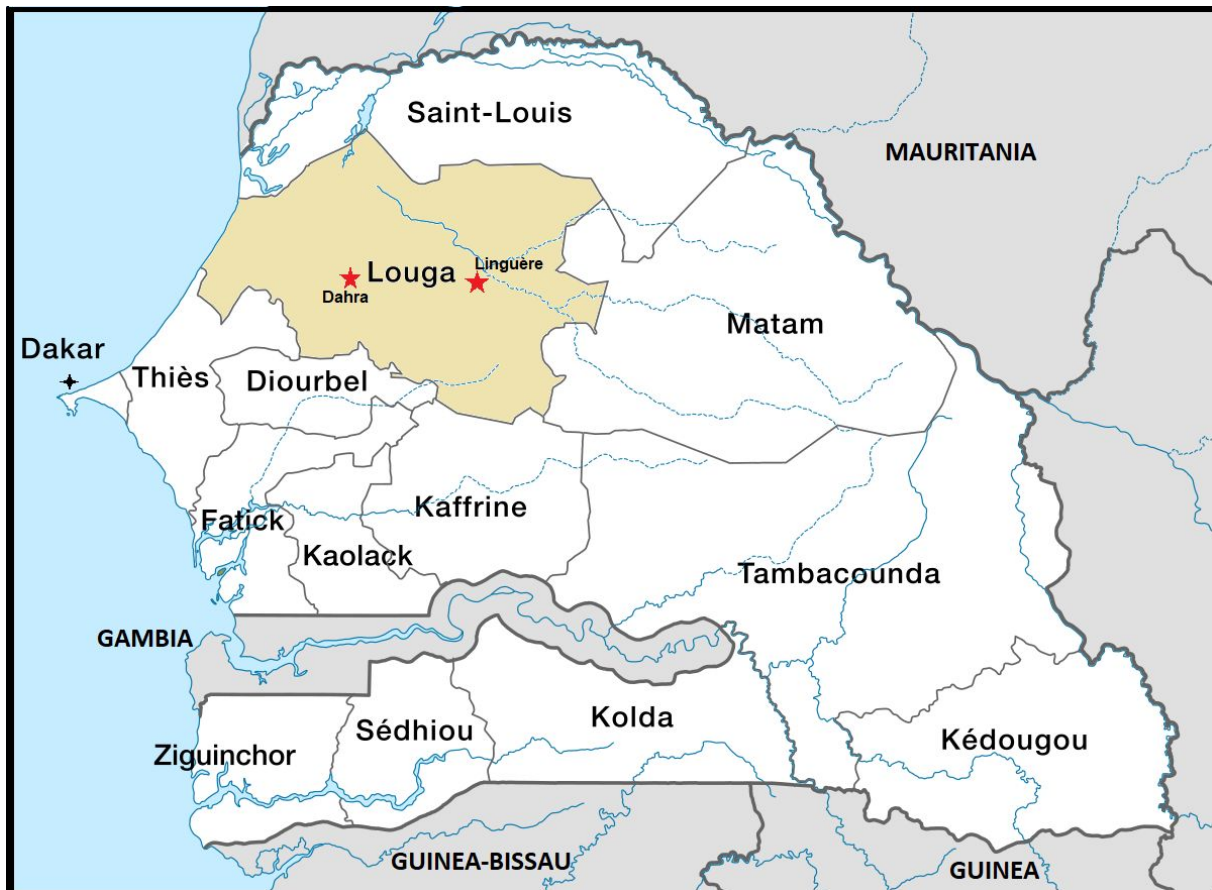 Saint-Louis
MAURITANIA
Linguère
Louga
Dahra
Matam
Dakar
Thiès
Diourbel
Kaffrine
Fatick
Kaolack
Tambacounda
GAMBIA
Kolda
Sédhiou
Kédougou
Ziguinchor
GUINEA-BISSAU
GUINEA